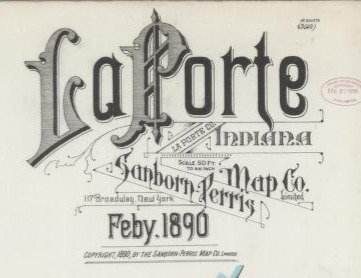 La Porte
LA PORTE CO.
INDIANA
SCALE 50 FT.
TO AN INCH
Sanborn-Perris Map Co.
Limited.
117 Broadway, New York
Feby. 1890
COPYRIGHT, 1890, BY THE SANBORN-PERRIS MAP CO. LIMITED